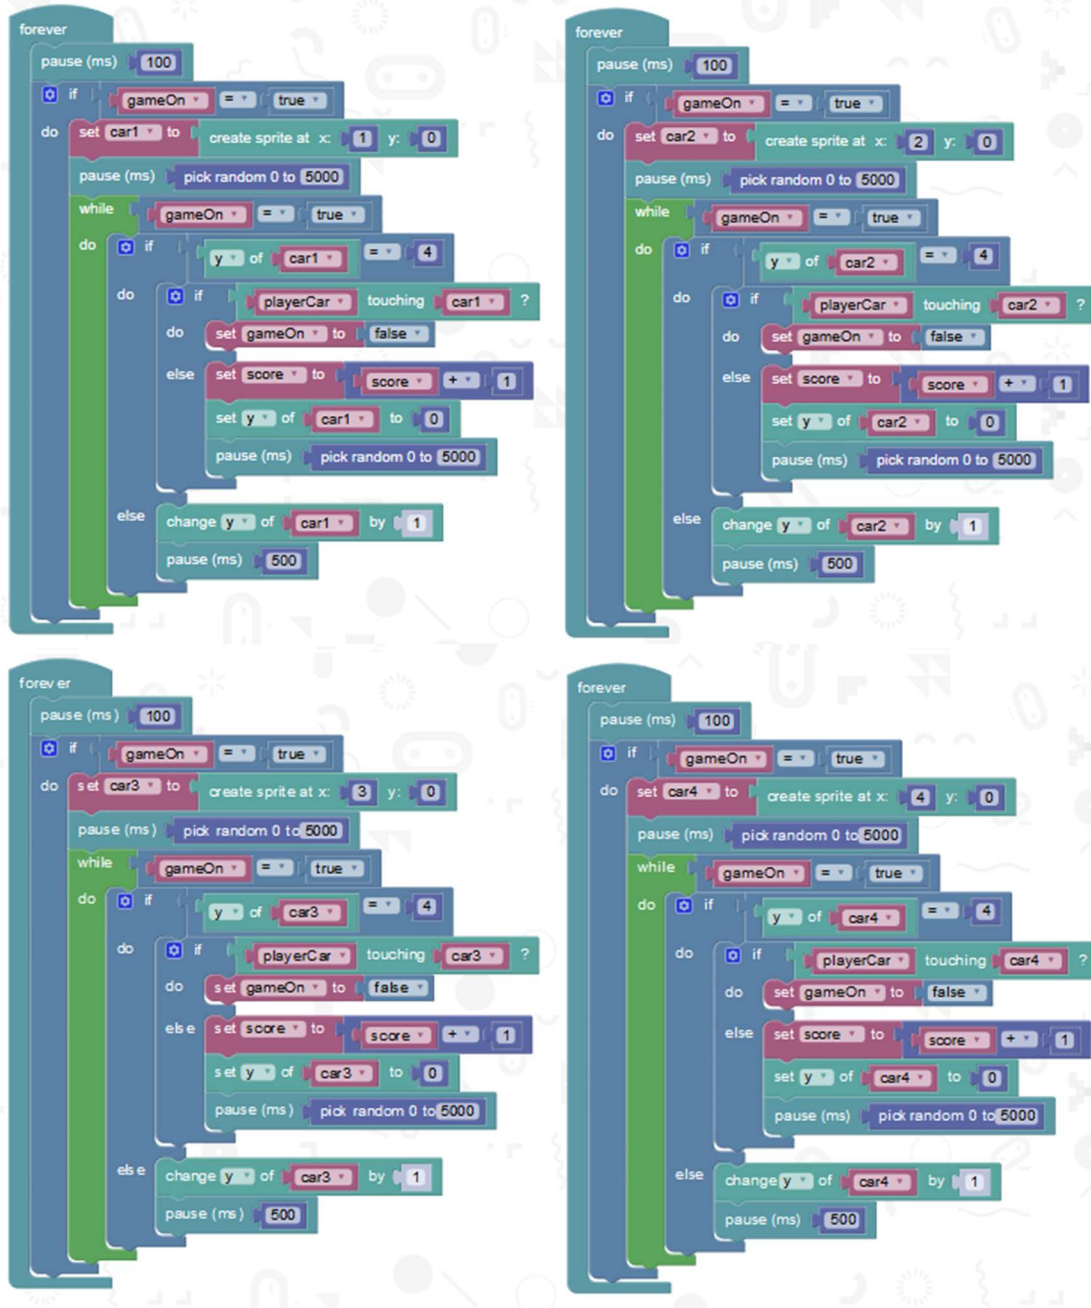 forever
pause (ms) 100
if gameOn = true
do set car1 to create sprite at x: 1 y: 0
pause (ms) pick random 0 to 5000
while gameOn = true
do if y of car1 = 4
do if playerCar touching car1 ?
do set gameOn to false
else set score to score + 1
set y of car1 to 0
pause (ms) pick random 0 to 5000
else change y of car1 by 1
pause (ms) 500
forever
pause (ms) 100
if gameOn = true
do set car2 to create sprite at x: 2 y: 0
pause (ms) pick random 0 to 5000
while gameOn = true
do if y of car2 = 4
do if playerCar touching car2 ?
do set gameOn to false
else set score to score + 1
set y of car2 to 0
pause (ms) pick random 0 to 5000
else change y of car2 by 1
pause (ms) 500
forever
pause (ms) 100
if gameOn = true
do set car3 to create sprite at x: 3 y: 0
pause (ms) pick random 0 to 5000
while gameOn = true
do if y of car3 = 4
do if playerCar touching car3 ?
do set gameOn to false
else set score to score + 1
set y of car3 to 0
pause (ms) pick random 0 to 5000
else change y of car3 by 1
pause (ms) 500
forever
pause (ms) 100
if gameOn = true
do set car4 to create sprite at x: 4 y: 0
pause (ms) pick random 0 to 5000
while gameOn = true
do if y of car4 = 4
do if playerCar touching car4 ?
do set gameOn to false
else set score to score + 1
set y of car4 to 0
pause (ms) pick random 0 to 5000
else change y of car4 by 1
pause (ms) 500